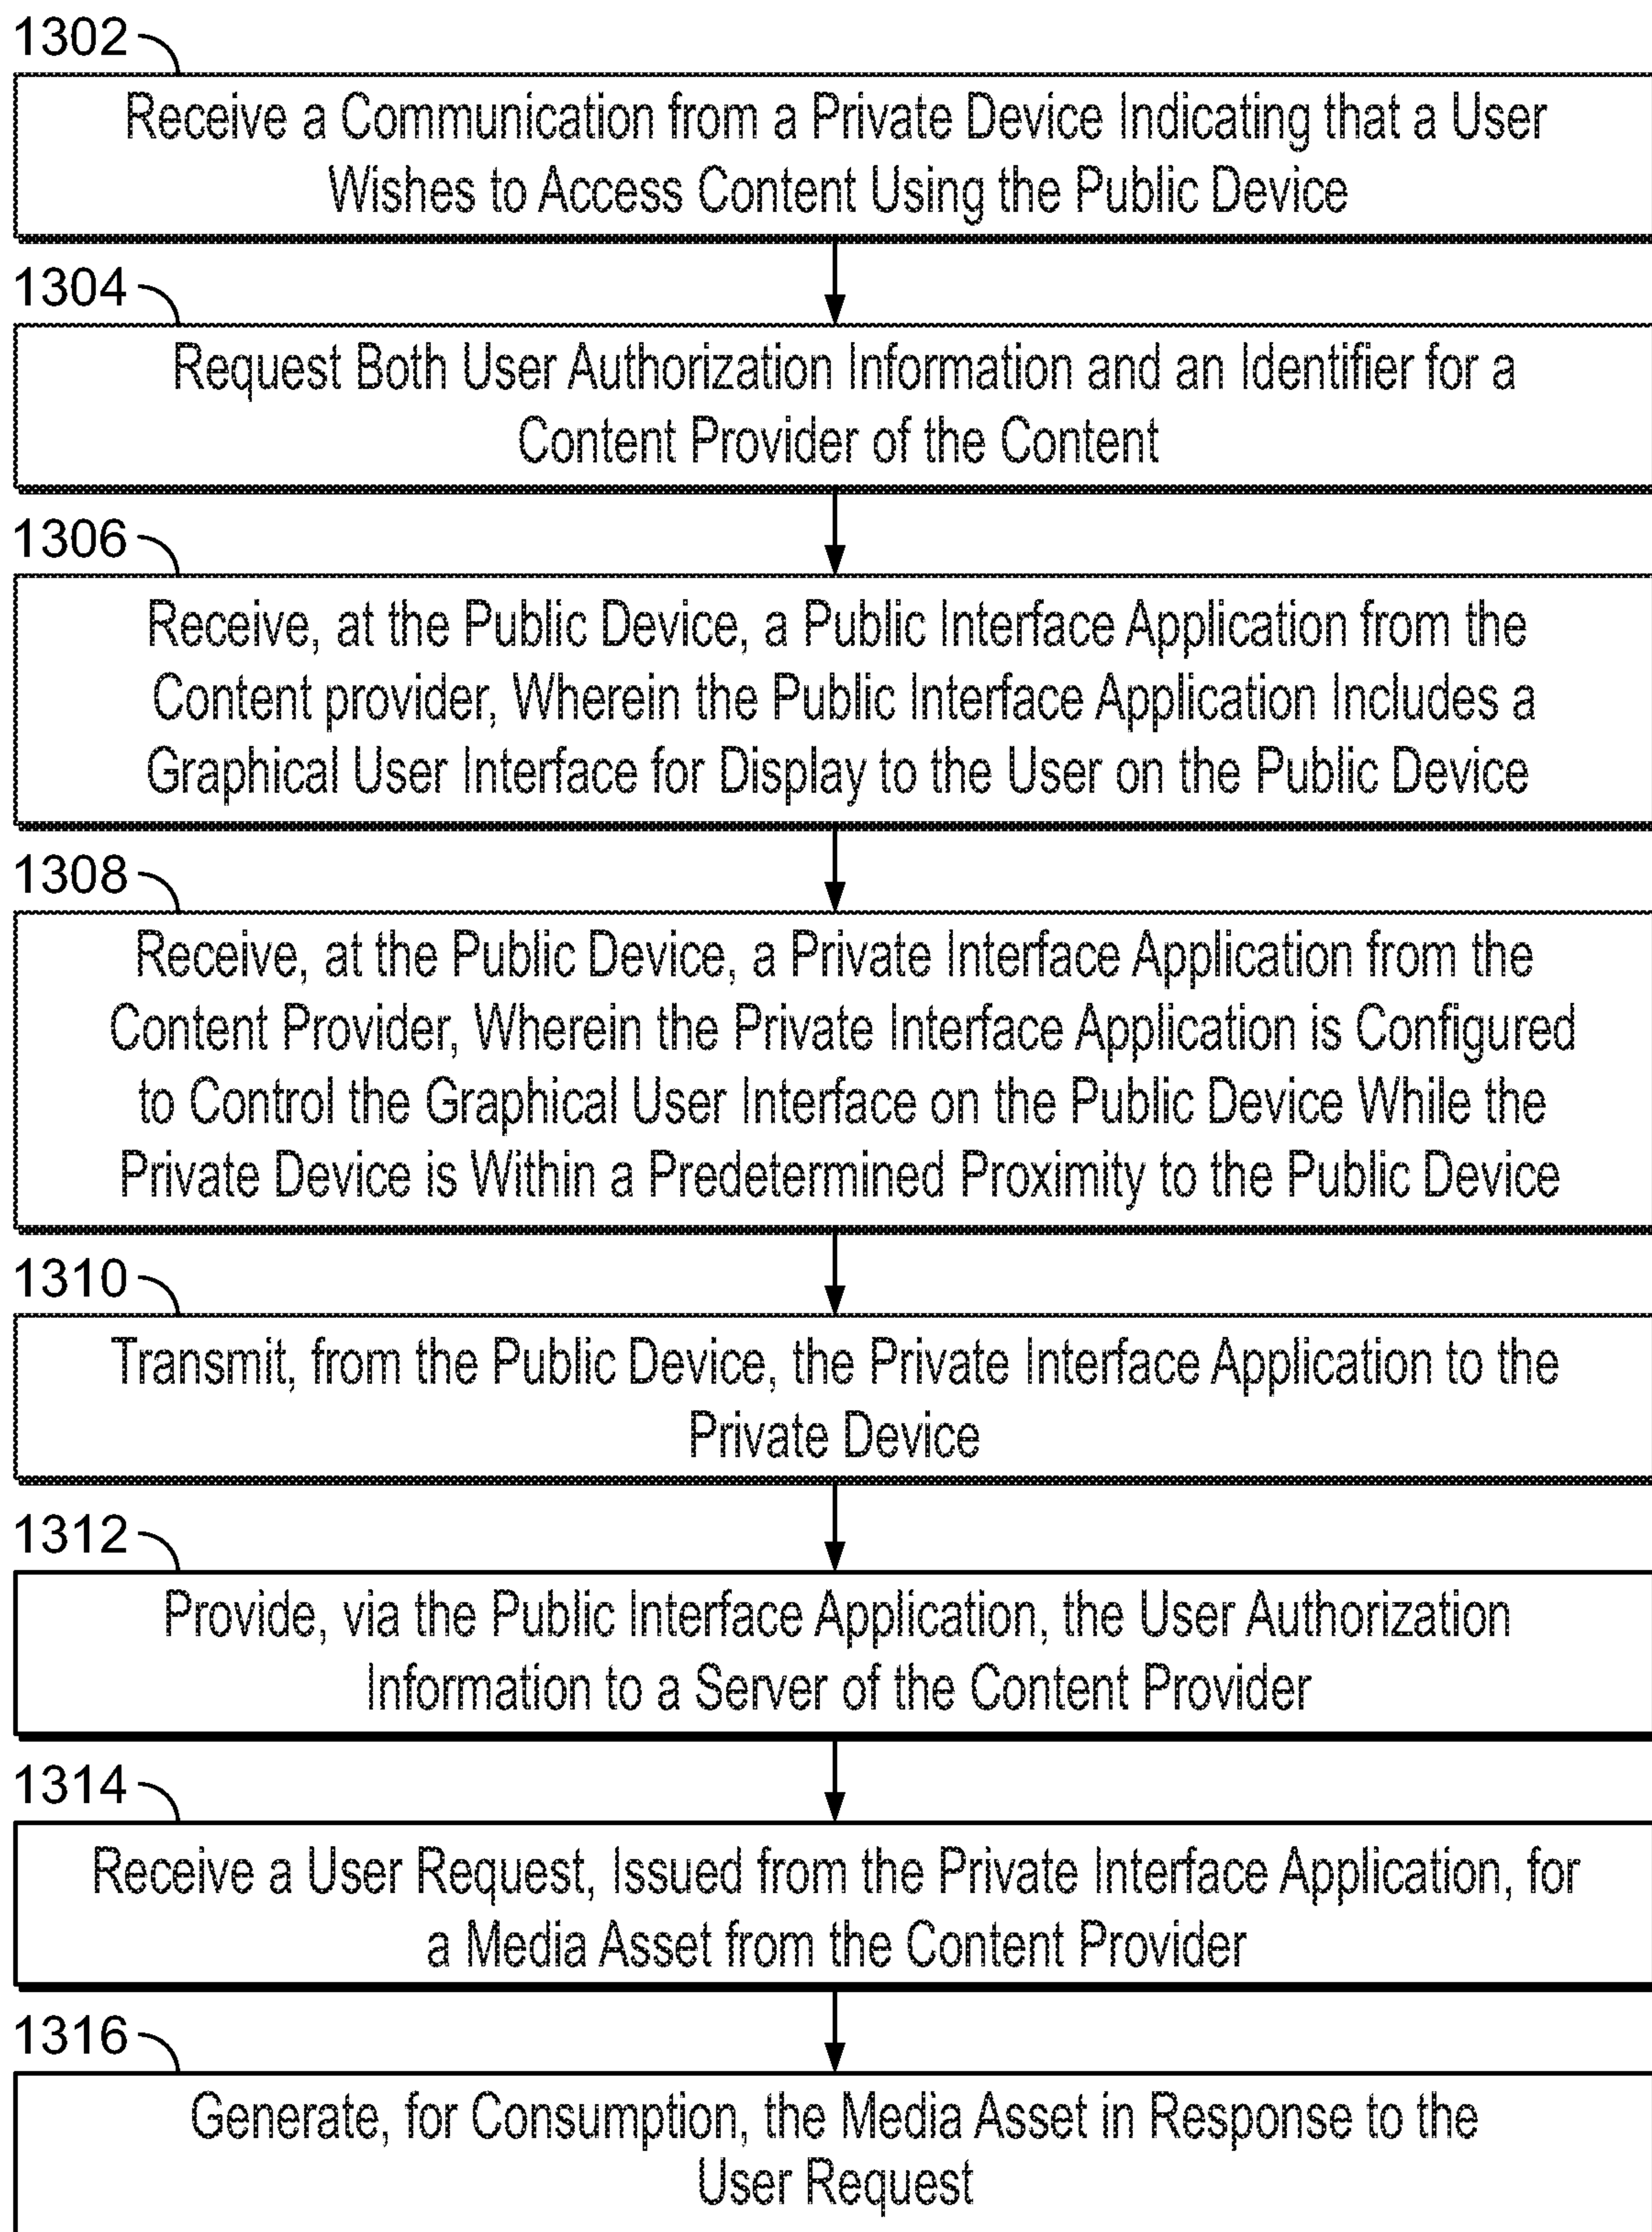 1302
Receive a Communication from a Private Device Indicating that a User
Wishes to Access Content Using the Public Device
1304
Request Both User Authorization Information and an Identifier for a
Content Provider of the Content
1306
Receive, at the Public Device, a Public Interface Application from the
Content provider, Wherein the Public Interface Application Includes a
Graphical User Interface for Display to the User on the Public Device
1308
Receive, at the Public Device, a Private Interface Application from the
Content Provider, Wherein the Private Interface Application is Configured
to Control the Graphical User Interface on the Public Device While the
Private Device is Within a Predetermined Proximity to the Public Device
1310
Transmit, from the Public Device, the Private Interface Application to the
Private Device
1312
Provide, via the Public Interface Application, the User Authorization
Information to a Server of the Content Provider
1314
Receive a User Request, Issued from the Private Interface Application, for
a Media Asset from the Content Provider
1316
Generate, for Consumption, the Media Asset in Response to the
User Request